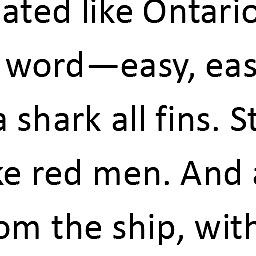 ated like Ontario
word—easy, eas
a shark all fins. St
ke red men. And a
om the ship, with